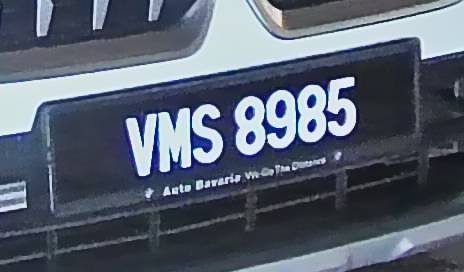 VMS 8985
Auto Bavaria We Go The Distance